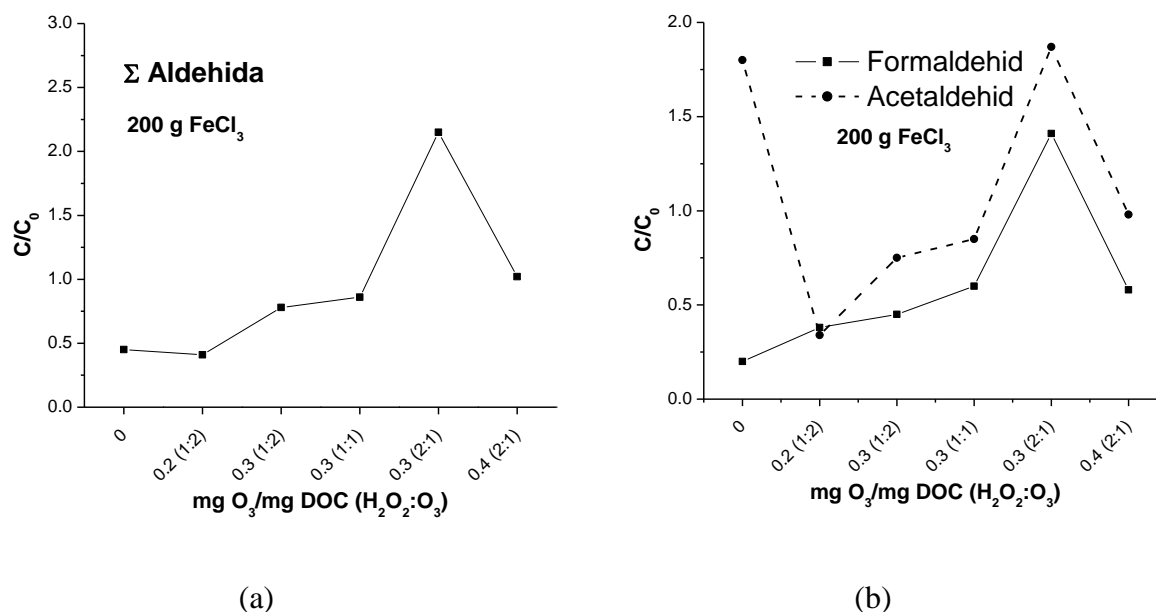 3.0
2.5
2.0
1.5
1.0
0.5
0.0
C/C₀
Σ Aldehida
200 g FeCl₃
0
0.2 (1:2)
0.3 (1:2)
0.3 (1:1)
0.3 (2:1)
0.4 (2:1)
mg O₃/mg DOC (H₂O₂:O₃)
(a)
2.0
1.5
1.0
0.5
0.0
C/C₀
Formaldehid
Acetaldehid
200 g FeCl₃
0
0.2 (1:2)
0.3 (1:2)
0.3 (1:1)
0.3 (2:1)
0.4 (2:1)
mg O₃/mg DOC (H₂O₂:O₃)
(b)